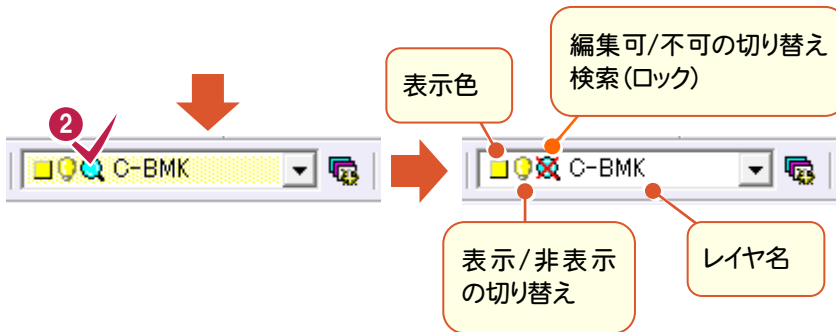 編集可/不可の切り替え
検索(ロック)
表示色
2
C-BMK
C-BMK
表示/非表示
の切り替え
レイヤ名